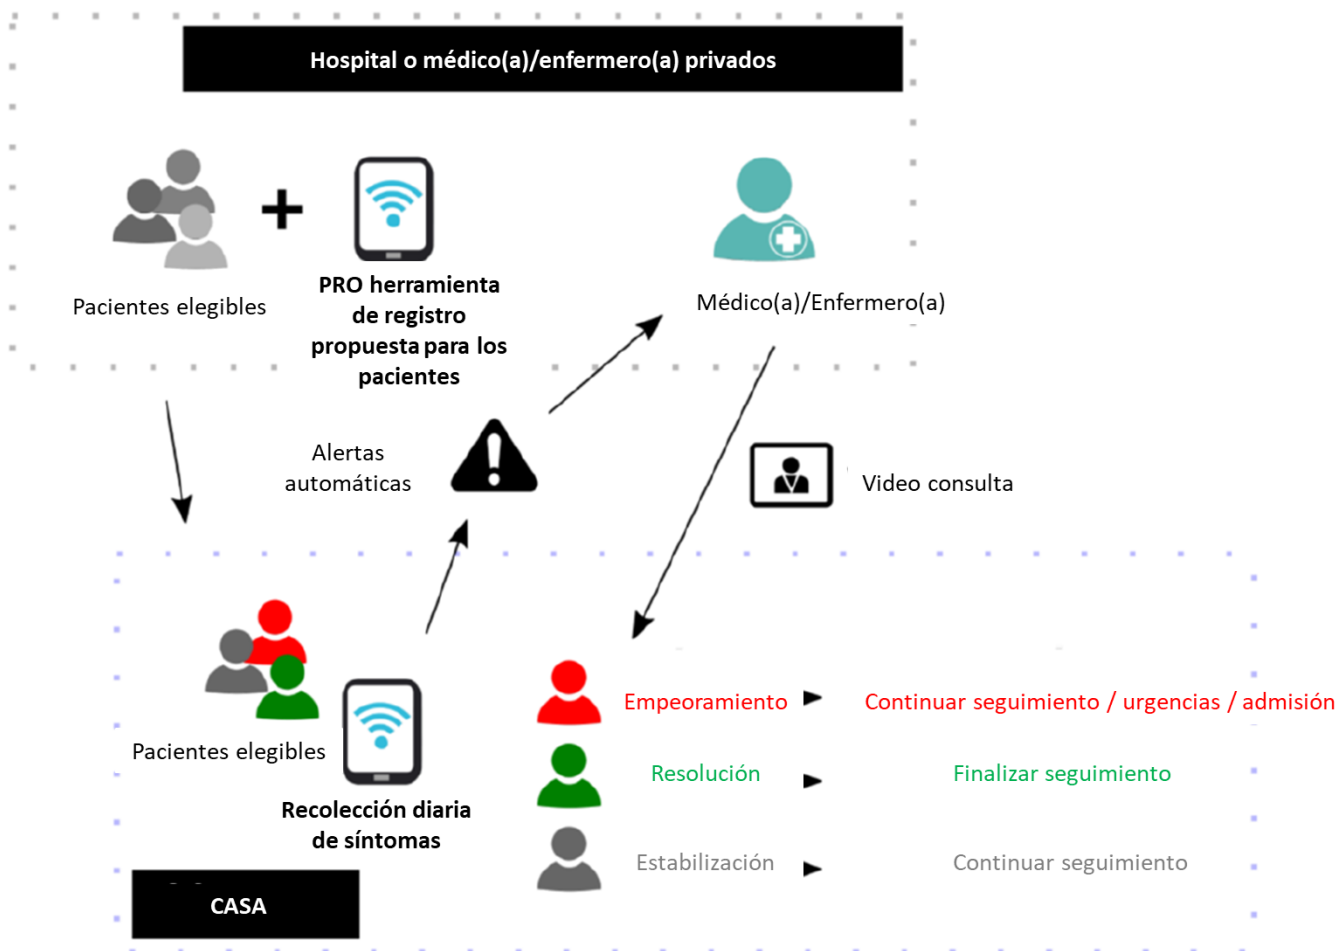 Hospital o médico(a)/enfermero(a) privados
Pacientes elegibles
PRO herramienta
de registro
propuesta para los
pacientes
Médico(a)/Enfermero(a)
Alertas
automáticas
Video consulta
Pacientes elegibles
Recolección diaria
de síntomas
Empeoramiento
Continuar seguimiento / urgencias / admisión
Resolución
Finalizar seguimiento
Estabilización
Continuar seguimiento
CASA